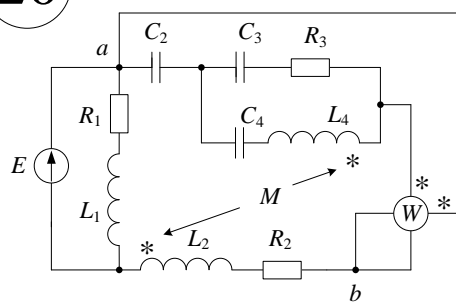 a C₂ C₃ R₃
R₁ C₄ L₄
E * *
M W *
L₁ * L₂ R₂
b